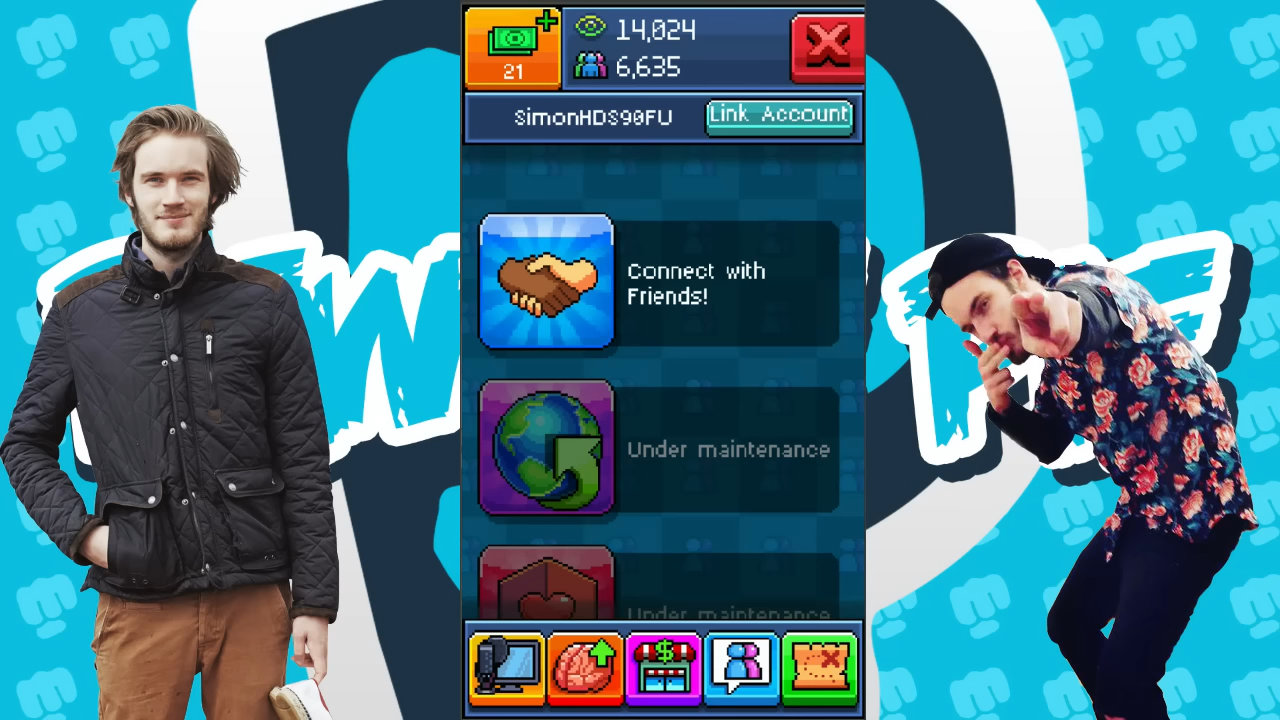 14,024
21
6,635
SimonHDS90FU
Link Account
Connect with
Friends!
Under maintenance
Under maintenance